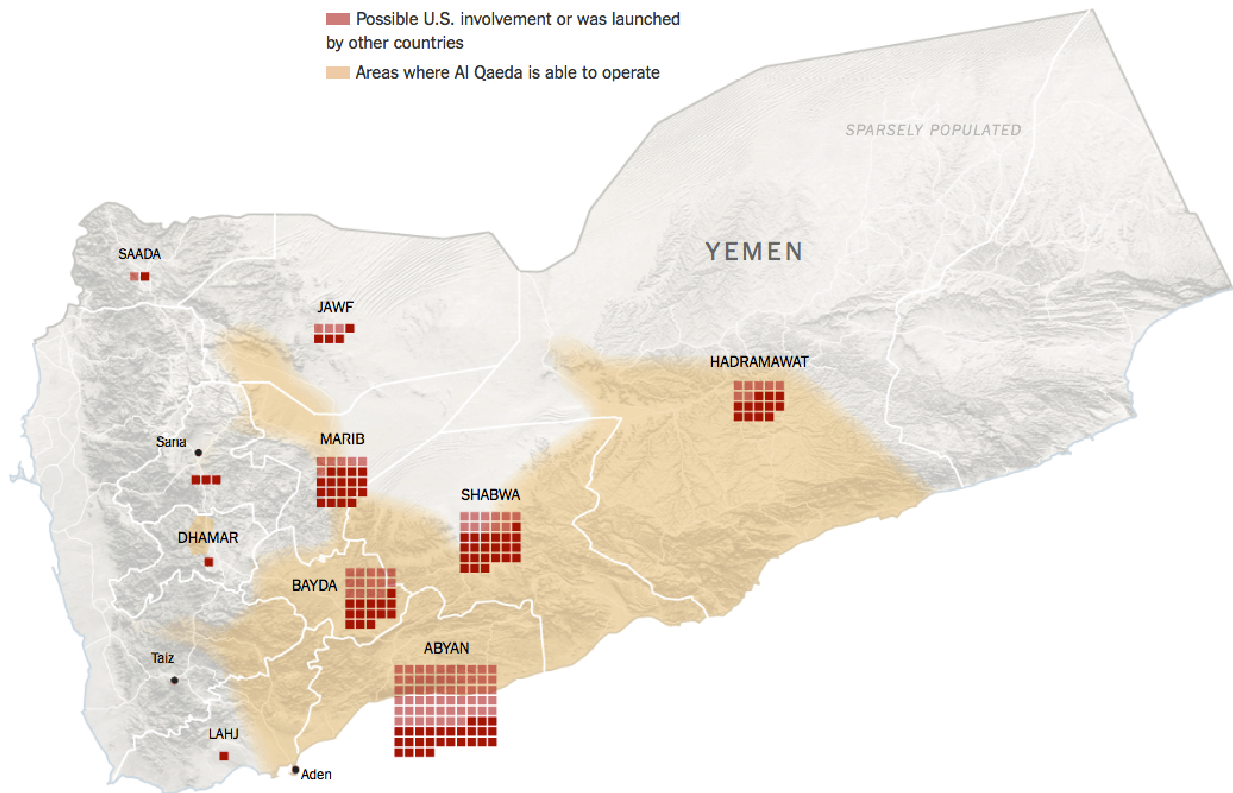 Possible U.S. involvement or was launched
by other countries
Areas where Al Qaeda is able to operate
SPARSELY POPULATED
YEMEN
SAADA
JAWF
HADRAMAWAT
MARIB
Sana
SHABWA
DHAMAR
BAYDA
ABYAN
Taiz
LAHJ
Aden